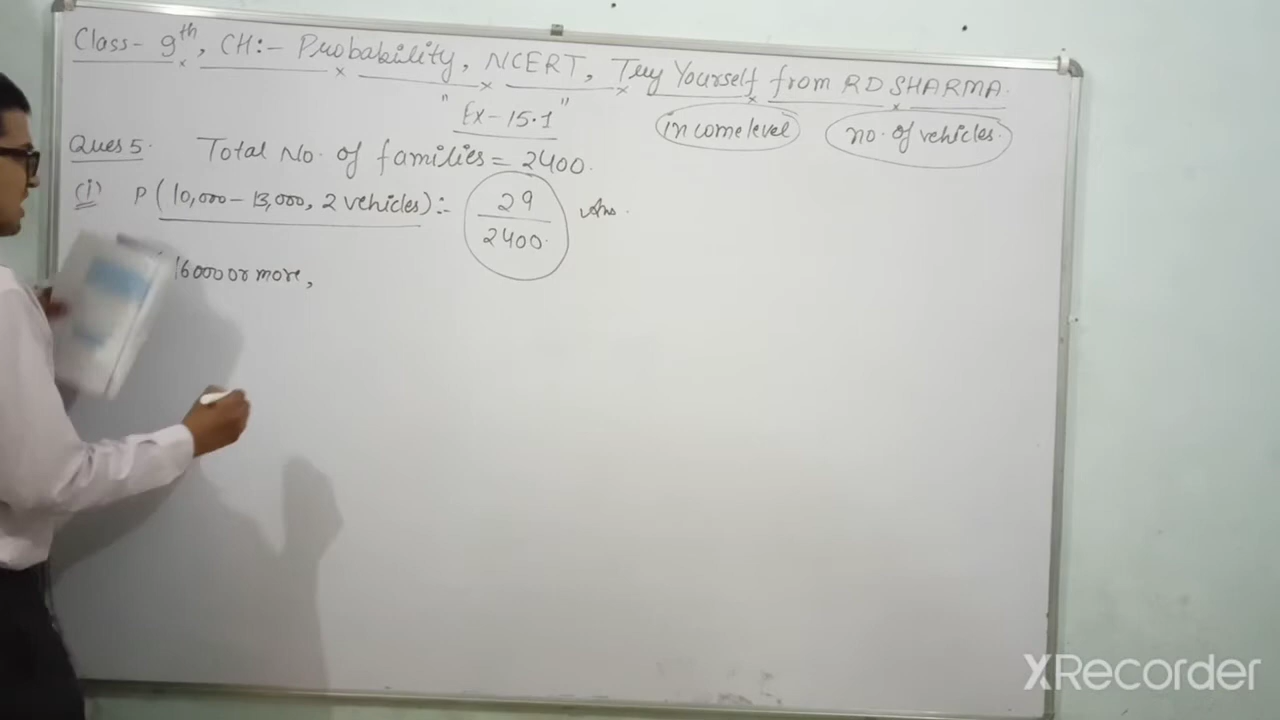 Class- 9th, CH:- Probability, NCERT, Try Yourself from RD SHARMA.
"Ex-15.1"
income level no. of vehicles.
Ques 5. Total No. of families = 2400.
(i) P (10,000-13,000, 2 vehicles):- 29/2400. Ans.
16000 or more,
XRecorder